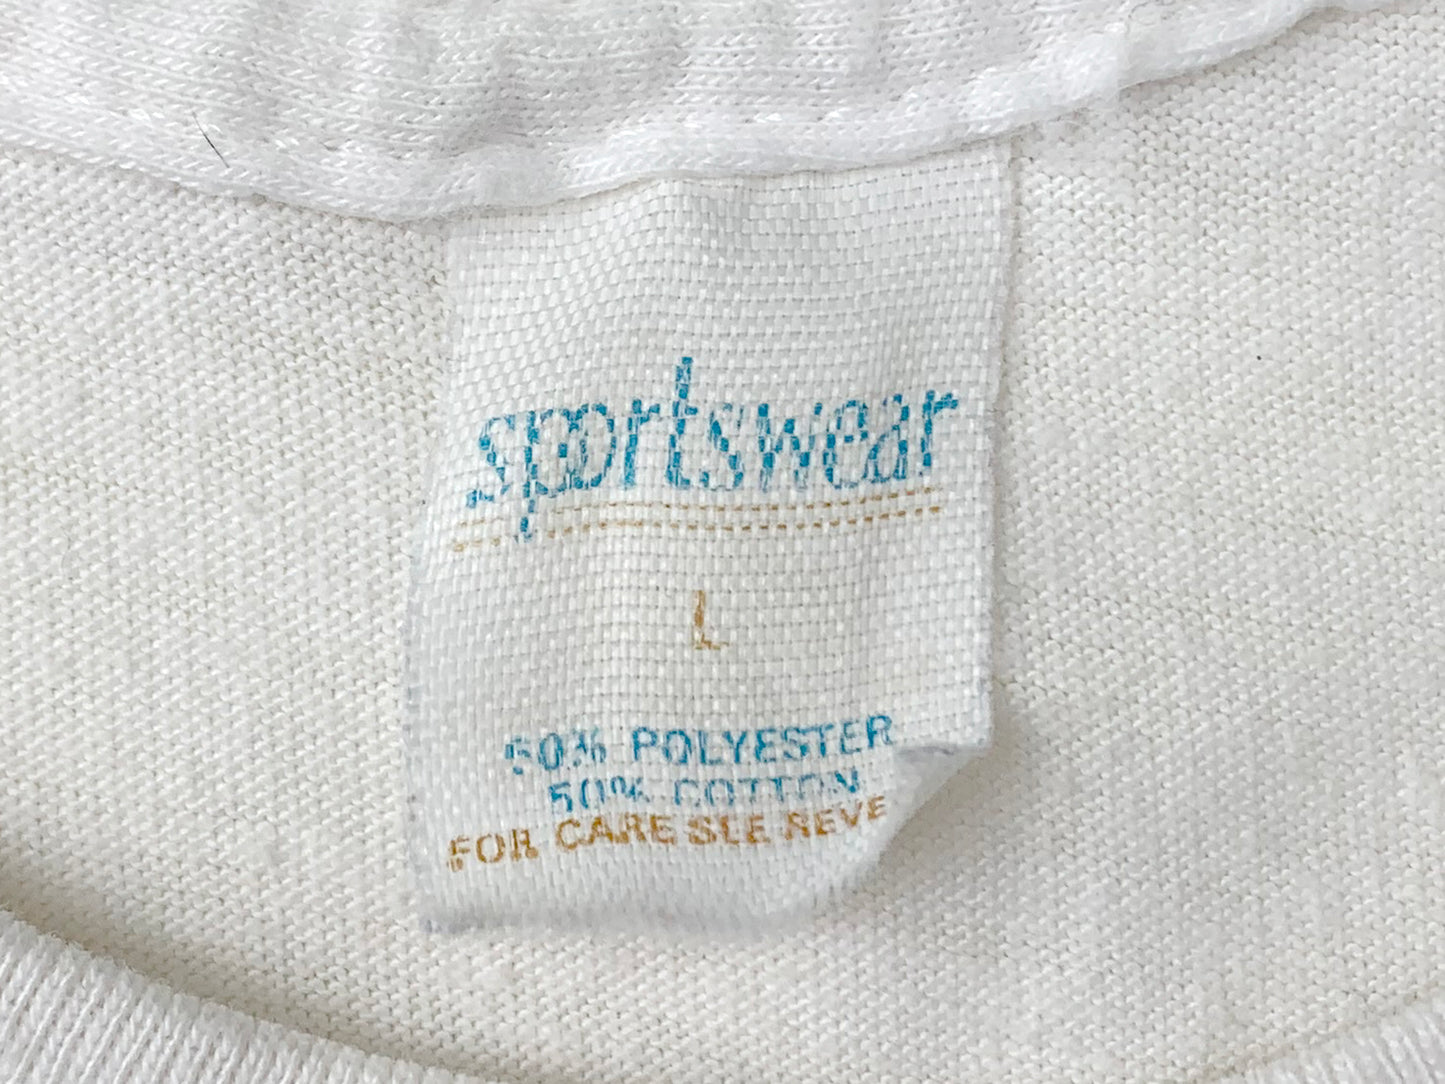 sportswear
L
50% POLYESTER
50% COTTON
FOR CARE SEE REVE